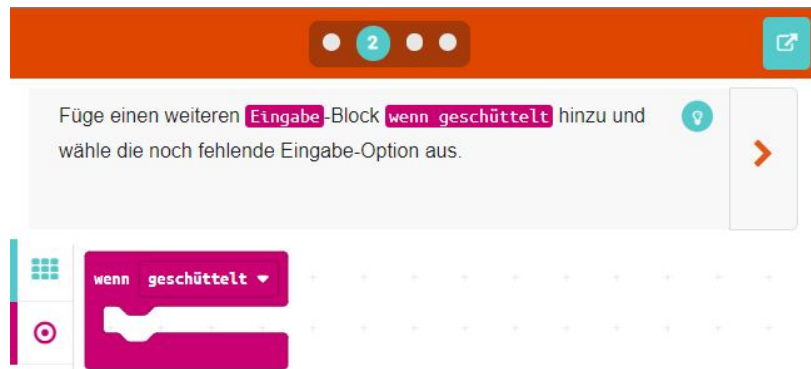 2
Füge einen weiteren Eingabe-Block wenn geschüttelt hinzu und
wähle die noch fehlende Eingabe-Option aus.
wenn geschüttelt